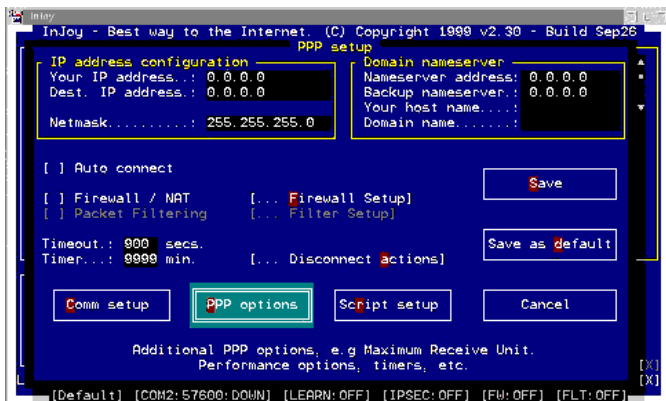 InJoy
InJoy - Best way to the Internet. (C) Copyright 1999 v2.30 - Build Sep26
PPP setup
IP address configuration
Your IP address..: 0.0.0.0
Dest. IP address.: 0.0.0.0
Netmask..........: 255.255.255.0
Domain nameserver
Nameserver address: 0.0.0.0
Backup nameserver.: 0.0.0.0
Your host name....:
Domain name.......:
[ ] Auto connect
[ ] Firewall / NAT [... Firewall Setup]
[ ] Packet Filtering [... Filter Setup]
Timeout.: 900 secs.
Timer...: 9999 min. [... Disconnect actions]
Save
Save as default
Comm setup PPP options Script setup Cancel
Additional PPP options, e.g Maximum Receive Unit.
Performance options, timers, etc.
[X]
[X]
[Default] [COM2:57600:DOWN] [LEARN:OFF] [IPSEC:OFF] [FW:OFF] [FLT:OFF]